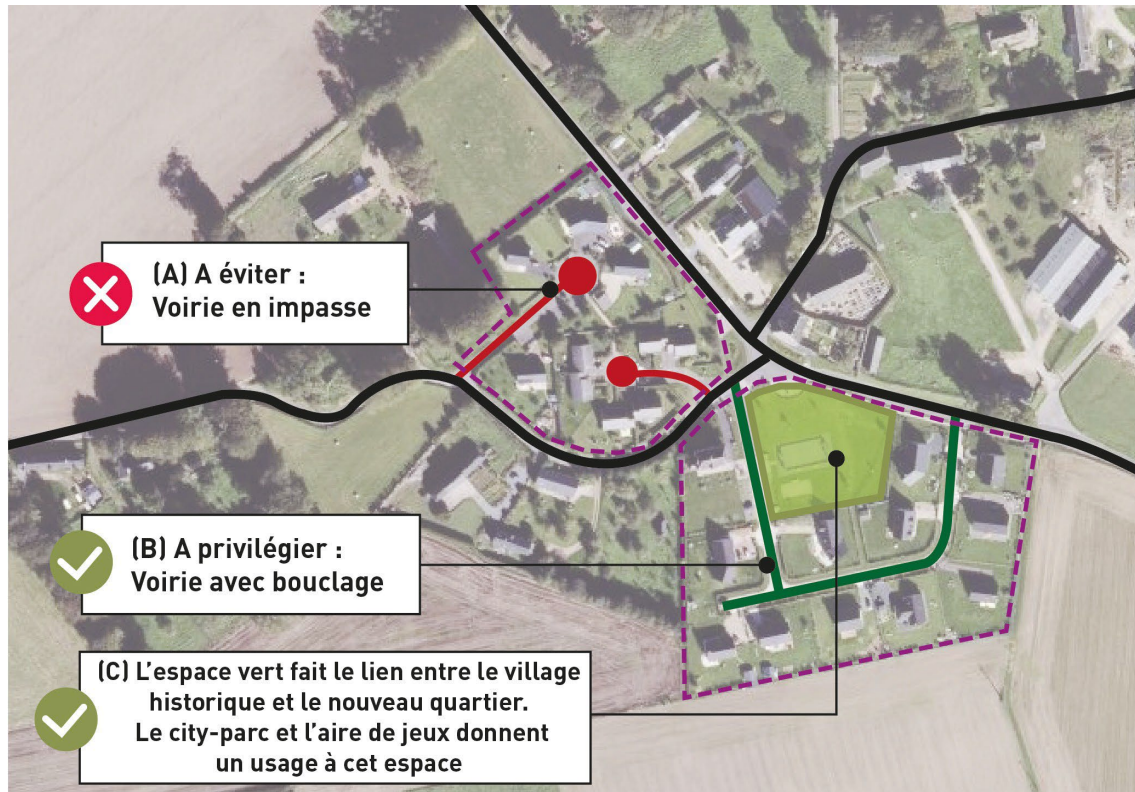 (A) A éviter :
Voirie en impasse
(B) A privilégier :
Voirie avec bouclage
(C) L’espace vert fait le lien entre le village
historique et le nouveau quartier.
Le city-parc et l’aire de jeux donnent
un usage à cet espace